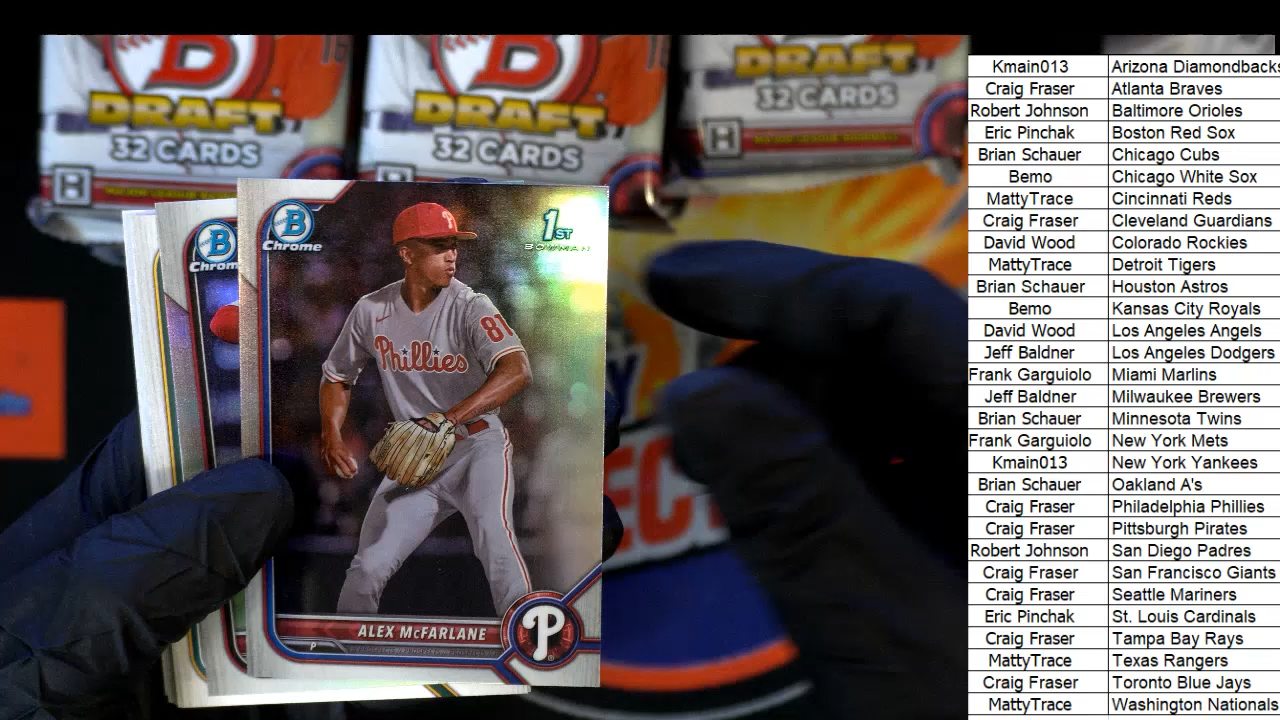 B
DRAFT
32 CARDS
H
B
DRAFT
32 CARDS
H
DRAFT
32 CARDS
H
B
Chrome
B
Chrome
1ST
BOWMAN
Phillies
81
P
ALEX McFARLANE
P
P
ECT
Kmain013 Arizona Diamondbacks
Craig Fraser Atlanta Braves
Robert Johnson Baltimore Orioles
Eric Pinchak Boston Red Sox
Brian Schauer Chicago Cubs
Bemo Chicago White Sox
MattyTrace Cincinnati Reds
Craig Fraser Cleveland Guardians
David Wood Colorado Rockies
MattyTrace Detroit Tigers
Brian Schauer Houston Astros
Bemo Kansas City Royals
David Wood Los Angeles Angels
Jeff Baldner Los Angeles Dodgers
Frank Garguiolo Miami Marlins
Jeff Baldner Milwaukee Brewers
Brian Schauer Minnesota Twins
Frank Garguiolo New York Mets
Kmain013 New York Yankees
Brian Schauer Oakland A's
Craig Fraser Philadelphia Phillies
Craig Fraser Pittsburgh Pirates
Robert Johnson San Diego Padres
Craig Fraser San Francisco Giants
Craig Fraser Seattle Mariners
Eric Pinchak St. Louis Cardinals
Craig Fraser Tampa Bay Rays
MattyTrace Texas Rangers
Craig Fraser Toronto Blue Jays
MattyTrace Washington Nationals